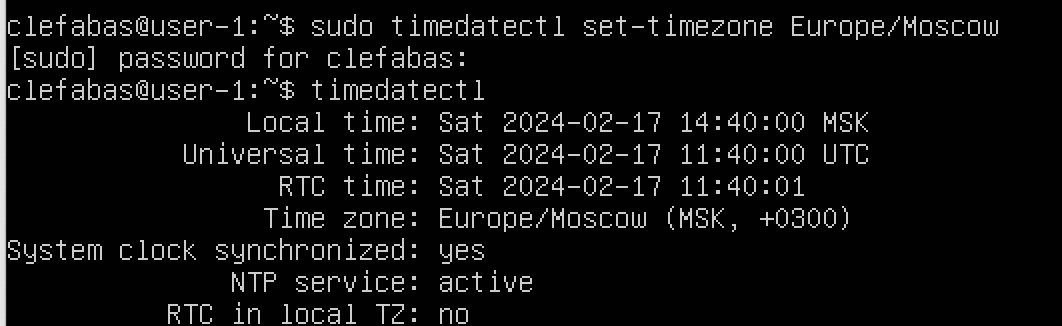 clefabas@user-1:~$ sudo timedatectl set-timezone Europe/Moscow
[sudo] password for clefabas:
clefabas@user-1:~$ timedatectl
Local time: Sat 2024-02-17 14:40:00 MSK
Universal time: Sat 2024-02-17 11:40:00 UTC
RTC time: Sat 2024-02-17 11:40:01
Time zone: Europe/Moscow (MSK, +0300)
System clock synchronized: yes
NTP service: active
RTC in local TZ: no